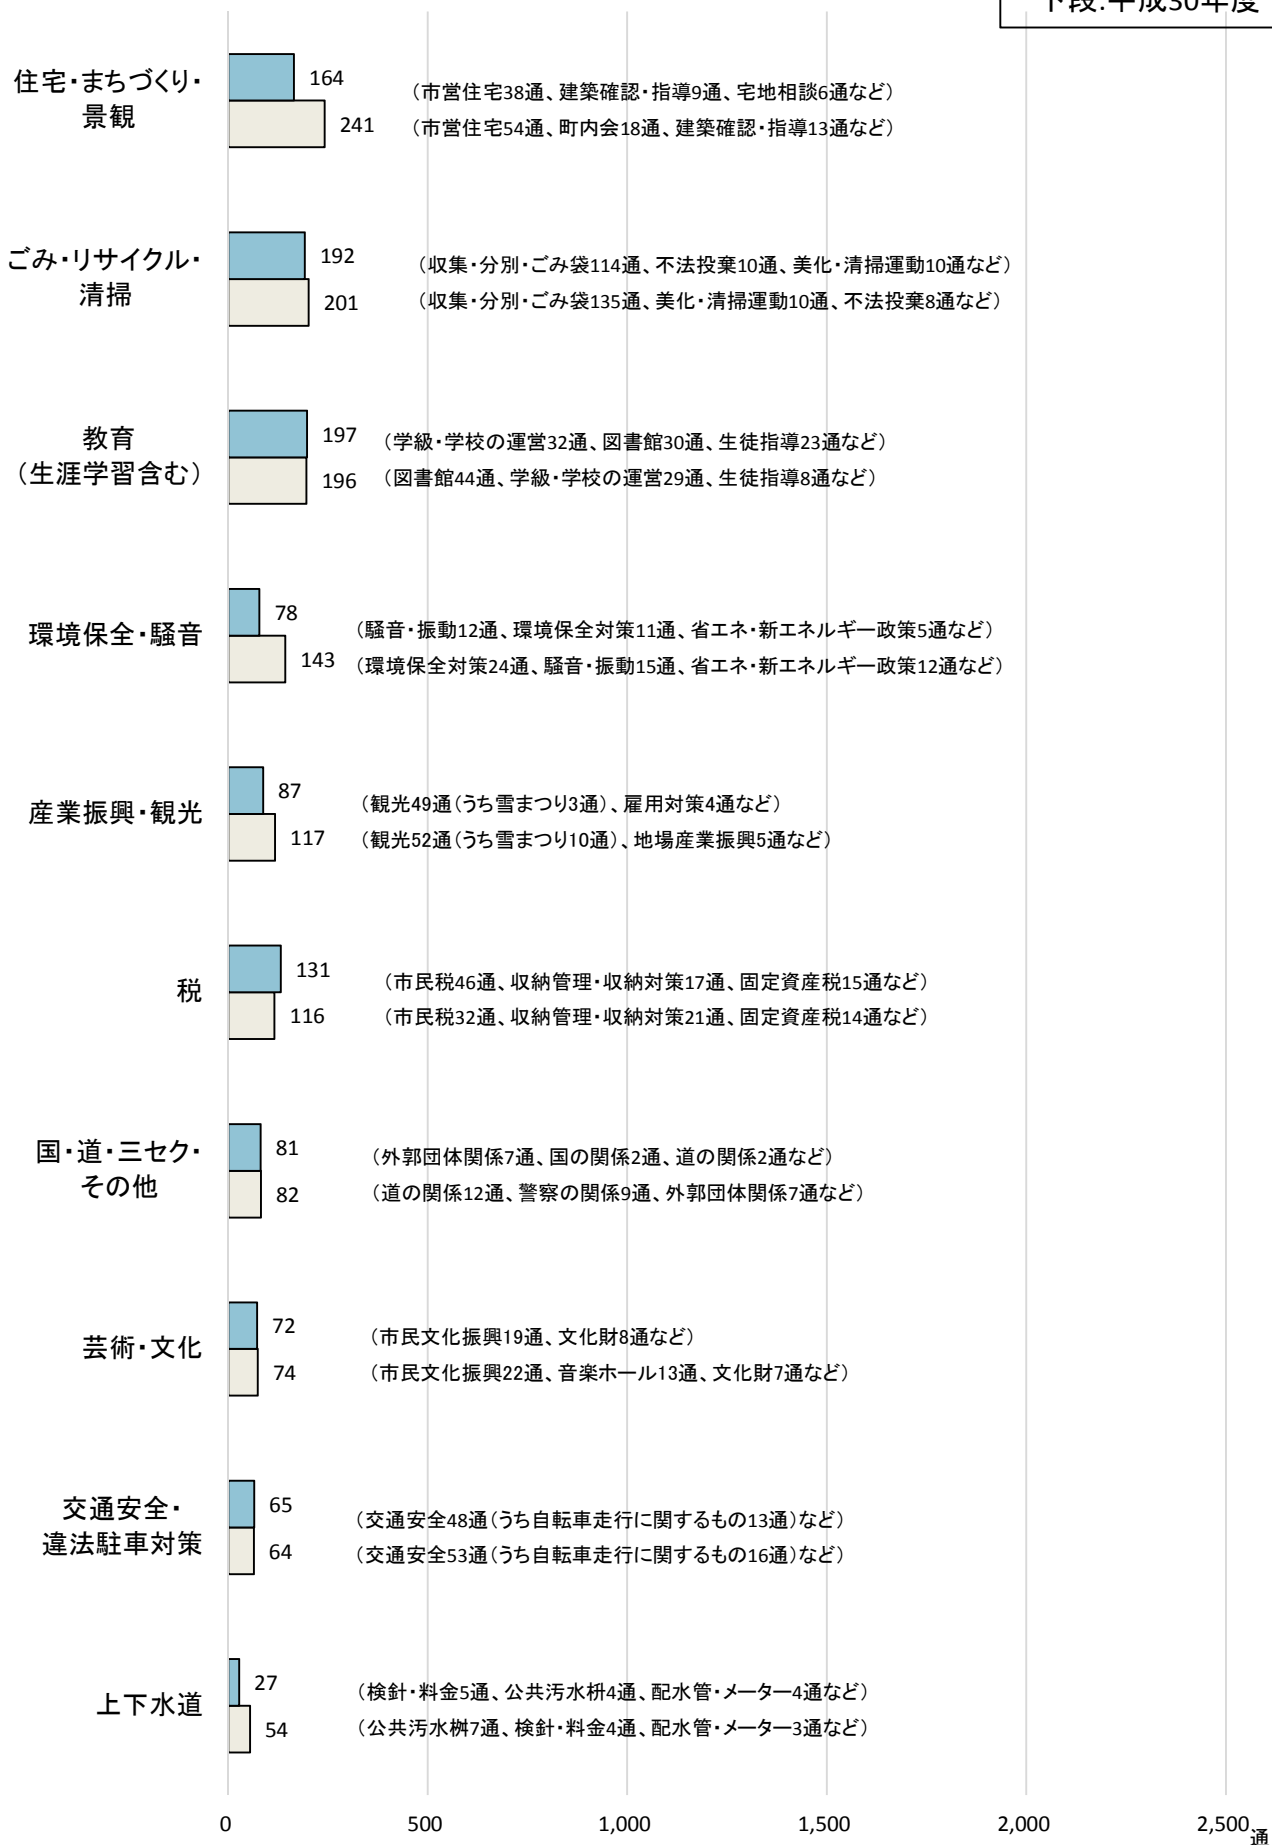 下段:平成30年度
住宅・まちづくり・
景観
164
(市営住宅38通、建築確認・指導9通、宅地相談6通など)
241
(市営住宅54通、町内会18通、建築確認・指導13通など)
ごみ・リサイクル・
清掃
192
(収集・分別・ごみ袋114通、不法投棄10通、美化・清掃運動10通など)
201
(収集・分別・ごみ袋135通、美化・清掃運動10通、不法投棄8通など)
教育
(生涯学習含む)
197
(学級・学校の運営32通、図書館30通、生徒指導23通など)
196
(図書館44通、学級・学校の運営29通、生徒指導8通など)
環境保全・騒音
78
(騒音・振動12通、環境保全対策11通、省エネ・新エネルギー政策5通など)
143
(環境保全対策24通、騒音・振動15通、省エネ・新エネルギー政策12通など)
産業振興・観光
87
(観光49通(うち雪まつり3通)、雇用対策4通など)
117
(観光52通(うち雪まつり10通)、地場産業振興5通など)
税
131
(市民税46通、収納管理・収納対策17通、固定資産税15通など)
116
(市民税32通、収納管理・収納対策21通、固定資産税14通など)
国・道・三セク・
その他
81
(外郭団体関係7通、国の関係2通、道の関係2通など)
82
(道の関係12通、警察の関係9通、外郭団体関係7通など)
芸術・文化
72
(市民文化振興19通、文化財8通など)
74
(市民文化振興22通、音楽ホール13通、文化財7通など)
交通安全・
違法駐車対策
65
(交通安全48通(うち自転車走行に関するもの13通)など)
64
(交通安全53通(うち自転車走行に関するもの16通)など)
上下水道
27
(検針・料金5通、公共汚水枡4通、配水管・メーター4通など)
54
(公共汚水桝7通、検針・料金4通、配水管・メーター3通など)
0 500 1,000 1,500 2,000 2,500 通